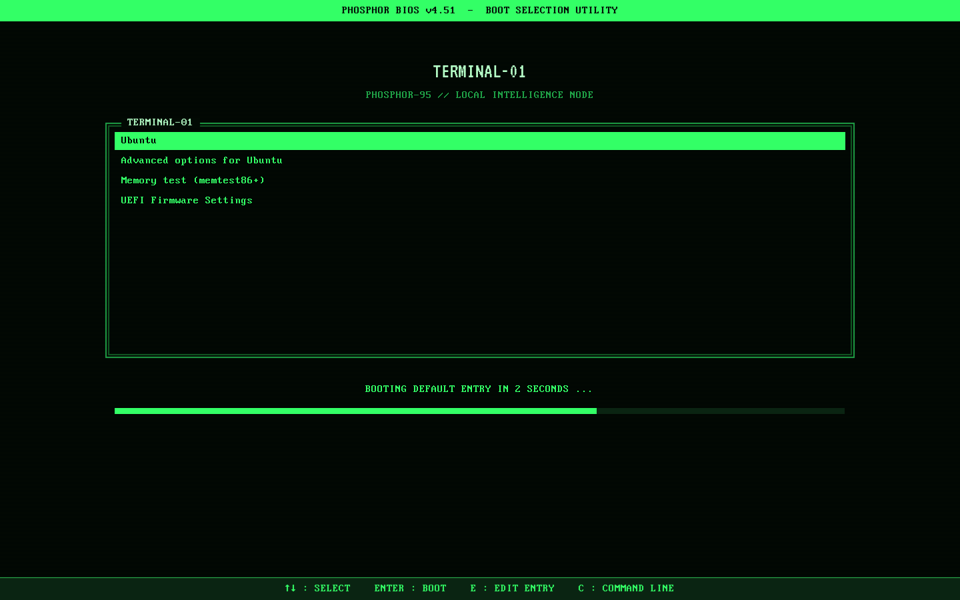 PHOSPHOR BIOS v4.51 - BOOT SELECTION UTILITY
TERMINAL-01
PHOSPHOR-95 // LOCAL INTELLIGENCE NODE
TERMINAL-01
Ubuntu
Advanced options for Ubuntu
Memory test (memtest86+)
UEFI Firmware Settings
BOOTING DEFAULT ENTRY IN 2 SECONDS ...
↑↓ : SELECT ENTER : BOOT E : EDIT ENTRY C : COMMAND LINE